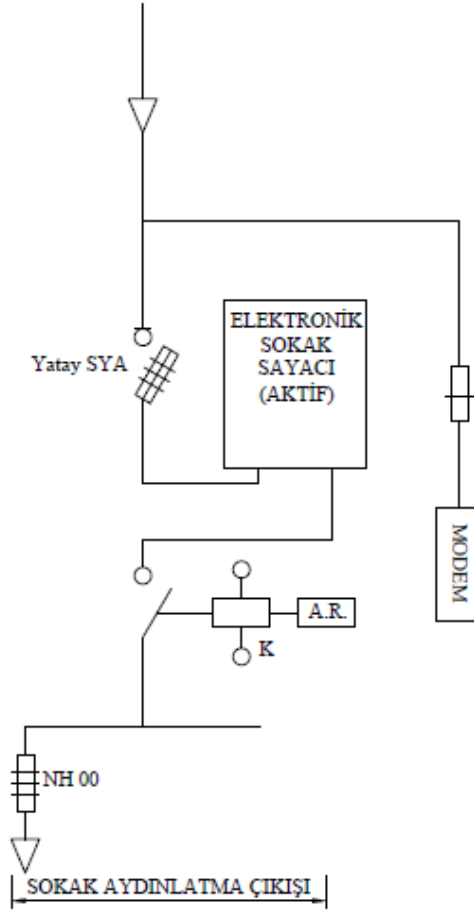 ELEKTRONİK
SOKAK
SAYACI
(AKTİF)
Yatay SYA
MODEM
A.R.
K
NH 00
SOKAK AYDINLATMA ÇIKIŞI